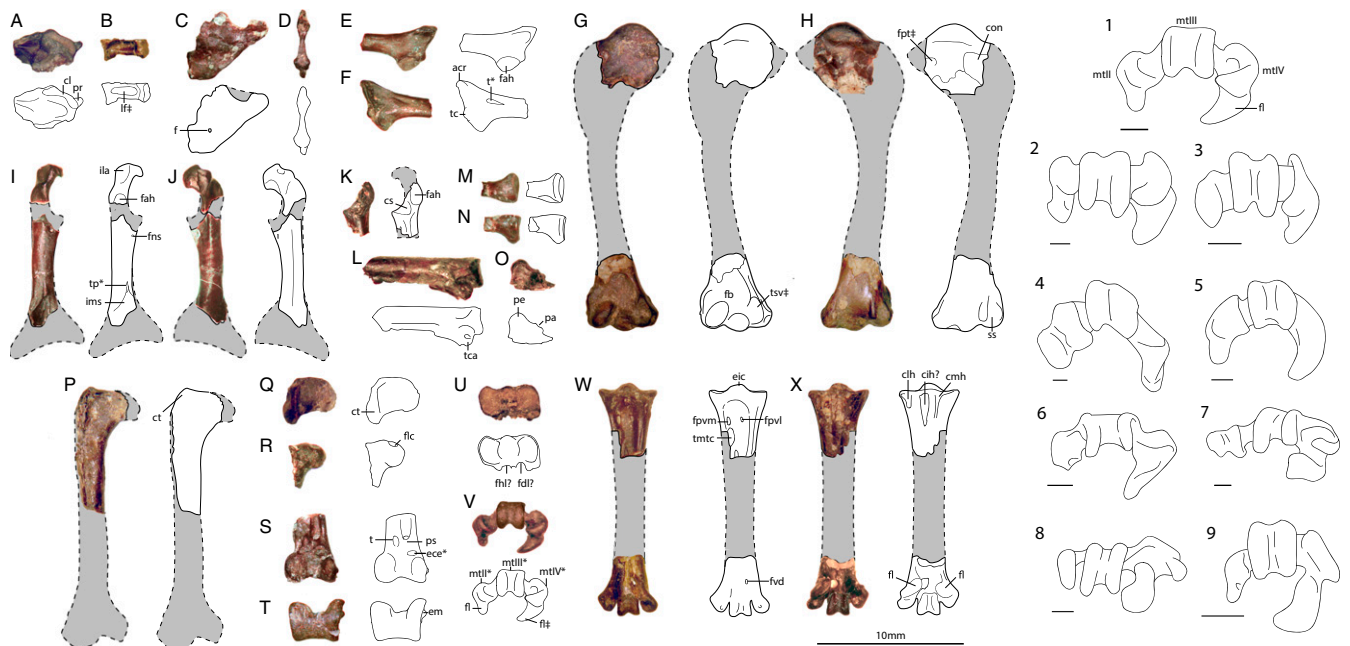 A
B
C
D
E
F
G
H
cl
pr
lf‡
f
fah
acr
t*
tc
fpt‡
con
fb
tsv‡
ss
I
J
ila
fah
fns
tp*
ims
K
cs
fah
L
tca
M
N
O
pe
pa
P
ct
Q
ct
R
flc
S
t
ps
ece*
T
em
U
fhl?
fdl?
V
mtII*
mtIII*
mtIV*
fl
fl‡
W
eic
fpvm
fpvl
tmtc
fvd
X
clh
cih?
cmh
fl
fl
10mm
1
mtIII
mtII
mtIV
fl
2
3
4
5
6
7
8
9